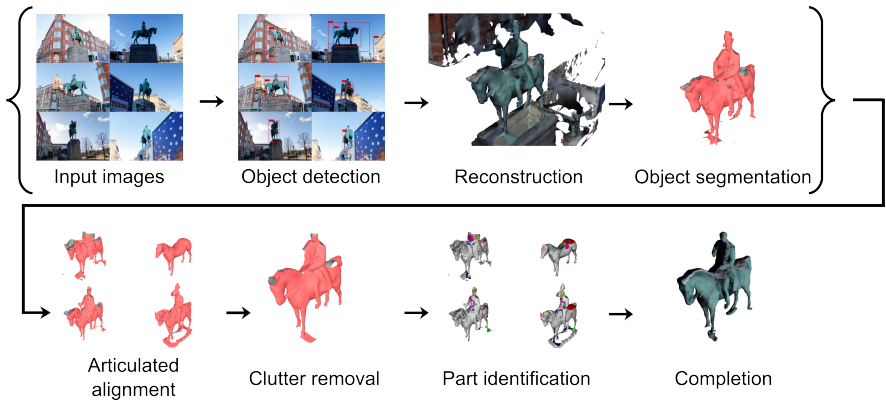 Input images
Object detection
Reconstruction
Object segmentation
Articulated
alignment
Clutter removal
Part identification
Completion